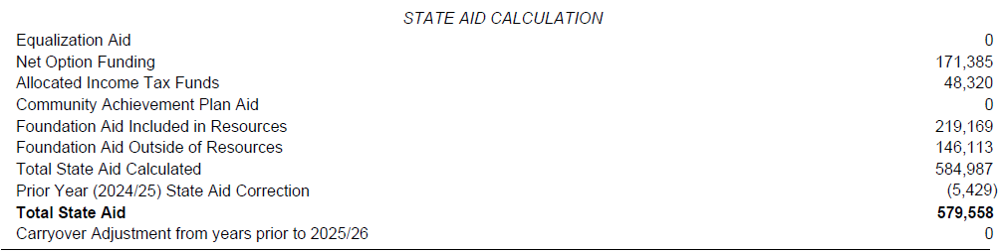 STATE AID CALCULATION
Equalization Aid 0
Net Option Funding 171,385
Allocated Income Tax Funds 48,320
Community Achievement Plan Aid 0
Foundation Aid Included in Resources 219,169
Foundation Aid Outside of Resources 146,113
Total State Aid Calculated 584,987
Prior Year (2024/25) State Aid Correction (5,429)
Total State Aid 579,558
Carryover Adjustment from years prior to 2025/26 0